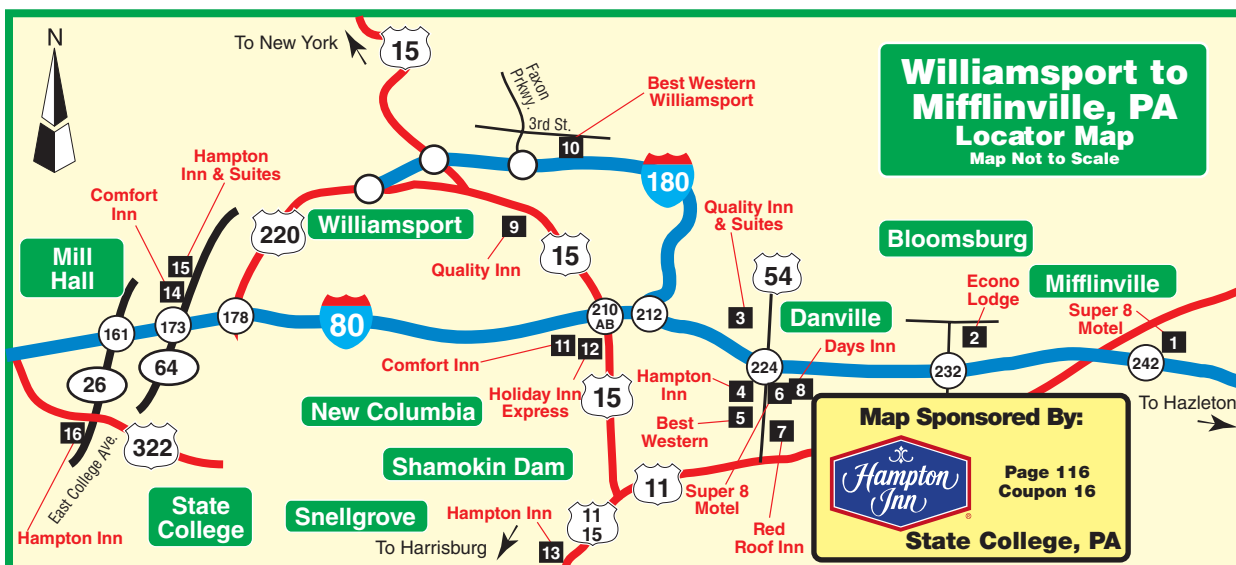 N
To New York
15
Faxon
Prkwy.
3rd St.
Best Western
Williamsport
10
Williamsport to
Mifflinville, PA
Locator Map
Map Not to Scale
Hampton
Inn & Suites
Comfort
Inn
180
220
Williamsport
9
Quality Inn
15
Quality Inn
& Suites
54
Bloomsburg
Mill
Hall
15
14
Econo
Lodge
Mifflinville
Super 8
Motel
161
173
178
80
210
AB
212
3
Danville
2
1
Comfort Inn
11
12
Days Inn
224
232
242
26
64
Holiday Inn
Express
15
Hampton
Inn
4
6
8
To Hazleton
New Columbia
Best
Western
5
7
16
322
East College Ave.
Hampton Inn
Shamokin Dam
11
Super 8
Motel
Red
Roof Inn
State
College
Snellgrove
Hampton Inn
11
15
To Harrisburg
13
Map Sponsored By:
Hampton
Inn
®
Page 116
Coupon 16
State College, PA